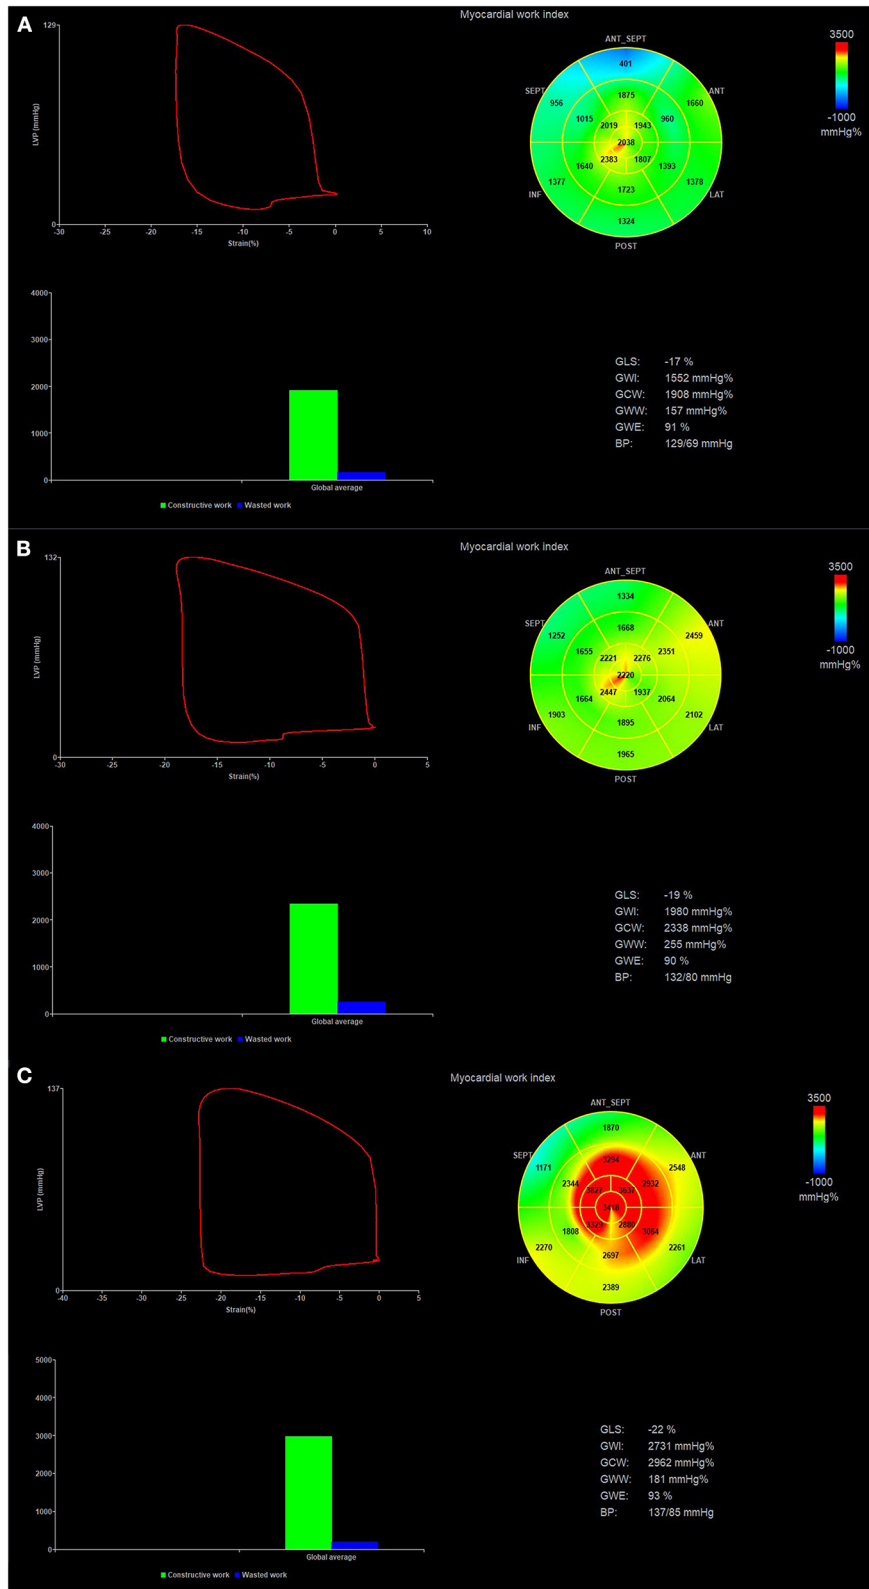 A
Myocardial work index
129
LVP (mmHg)
0
-30 -25 -20 -15 -10 -5 0 5 10
Strain(%)
ANT_SEPT
SEPT
ANT
INF
LAT
POST
401
956 1660
1875
1015 960
2019 1943
2038
2383 1807
1640 1393
1377 1378
1723
1324
3500
-1000
mmHg%
4000
3000
2000
1000
0
Global average
Constructive work Wasted work
GLS: -17 %
GWI: 1552 mmHg%
GCW: 1908 mmHg%
GWW: 157 mmHg%
GWE: 91 %
BP: 129/69 mmHg
B
Myocardial work index
132
LVP (mmHg)
0
-30 -25 -20 -15 -10 -5 0 5
Strain(%)
ANT_SEPT
SEPT
ANT
INF
LAT
POST
1334
1252 2459
1668
1655 2351
2221 2276
2220
2447 1937
1664 2064
1903 2102
1895
1965
3500
-1000
mmHg%
4000
3000
2000
1000
0
Global average
Constructive work Wasted work
GLS: -19 %
GWI: 1980 mmHg%
GCW: 2338 mmHg%
GWW: 255 mmHg%
GWE: 90 %
BP: 132/80 mmHg
C
Myocardial work index
137
LVP (mmHg)
0
-40 -35 -30 -25 -20 -15 -10 -5 0 5
Strain(%)
ANT_SEPT
SEPT
ANT
INF
LAT
POST
1870
1171 2548
3294
2344 2932
3827 3637
3418
3329 2880
1808 3064
2270 2261
2697
2389
3500
-1000
mmHg%
5000
4000
3000
2000
1000
0
Global average
Constructive work Wasted work
GLS: -22 %
GWI: 2731 mmHg%
GCW: 2962 mmHg%
GWW: 181 mmHg%
GWE: 93 %
BP: 137/85 mmHg